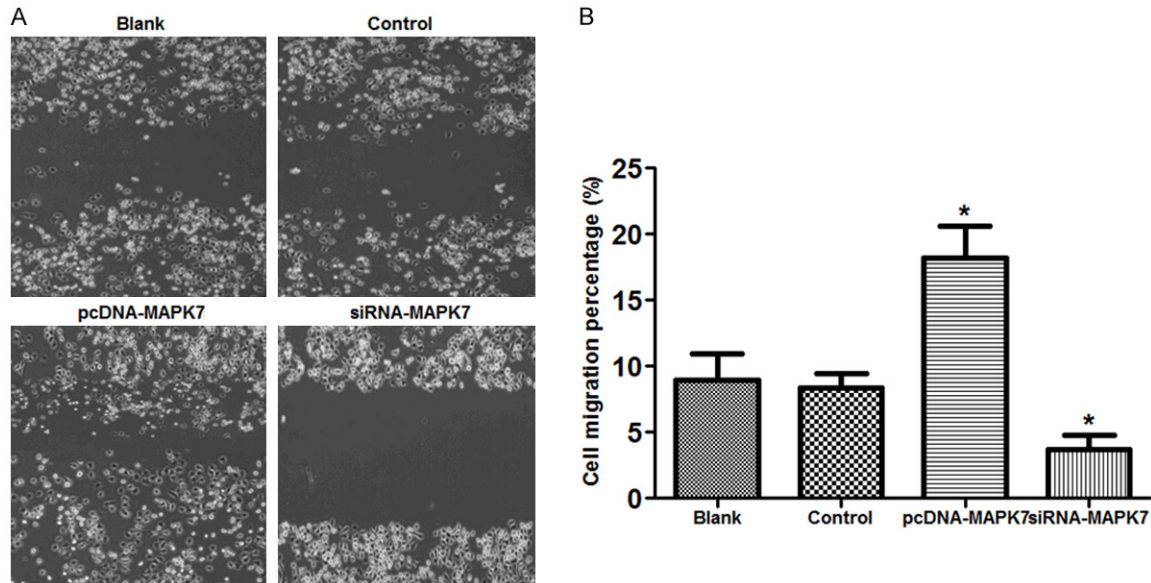 A
Blank
Control
pcDNA-MAPK7
siRNA-MAPK7
B
Cell migration percentage (%)
25
20
15
10
5
0
*
*
Blank
Control
pcDNA-MAPK7
siRNA-MAPK7